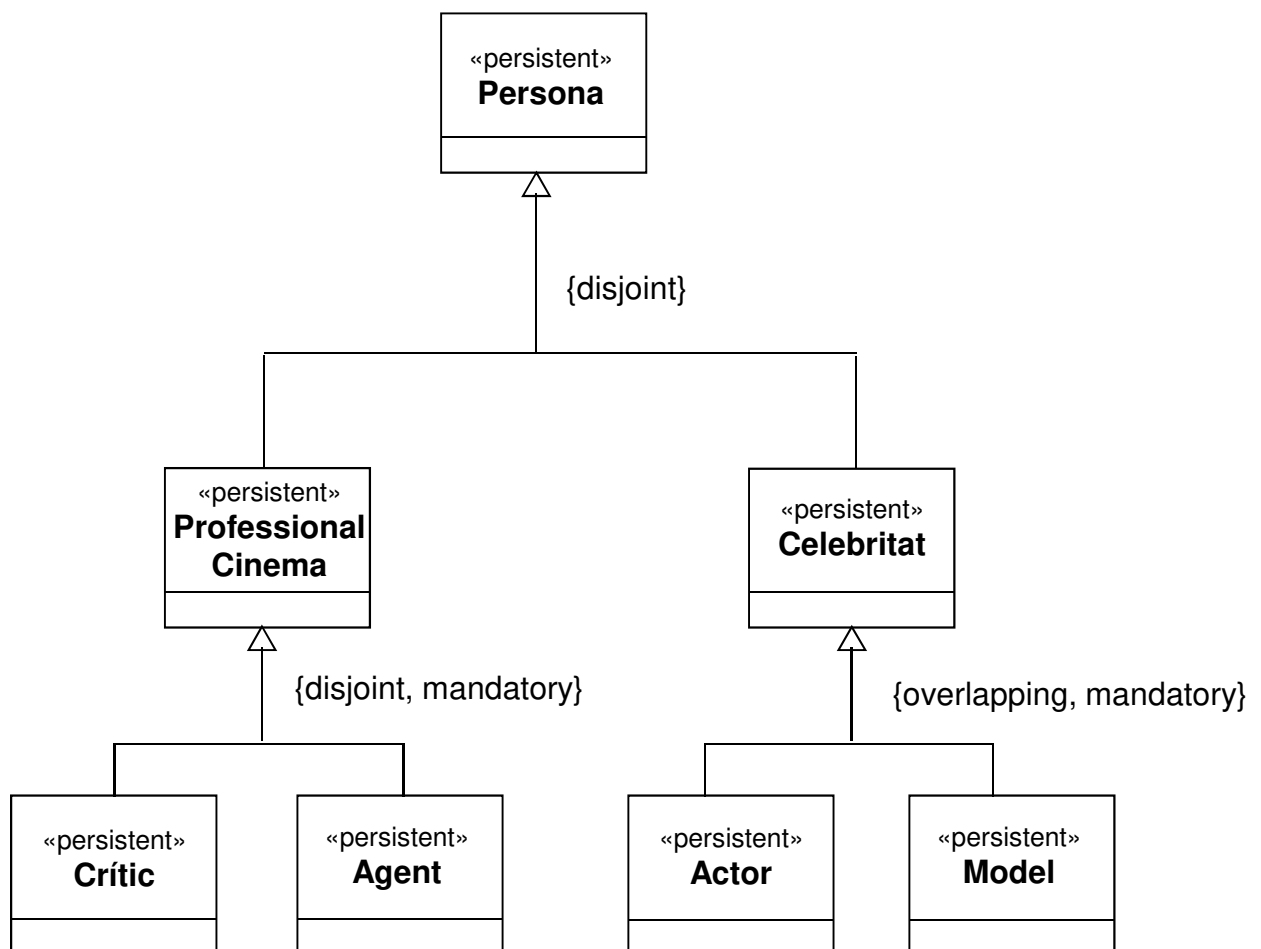 «persistent»
Persona
{disjoint}
«persistent»
Professional
Cinema
«persistent»
Celebritat
{disjoint, mandatory}
{overlapping, mandatory}
«persistent»
Crític
«persistent»
Agent
«persistent»
Actor
«persistent»
Model